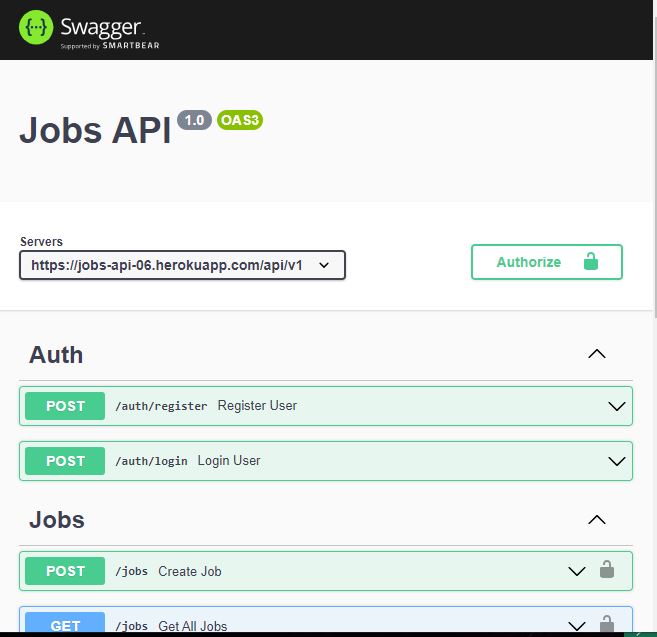 {···} Swagger.
Supported by SMARTBEAR
Jobs API 1.0 OAS3
Servers
https://jobs-api-06.herokuapp.com/api/v1
Authorize
Auth
POST /auth/register Register User
POST /auth/login Login User
Jobs
POST /jobs Create Job
GET /jobs Get All Jobs